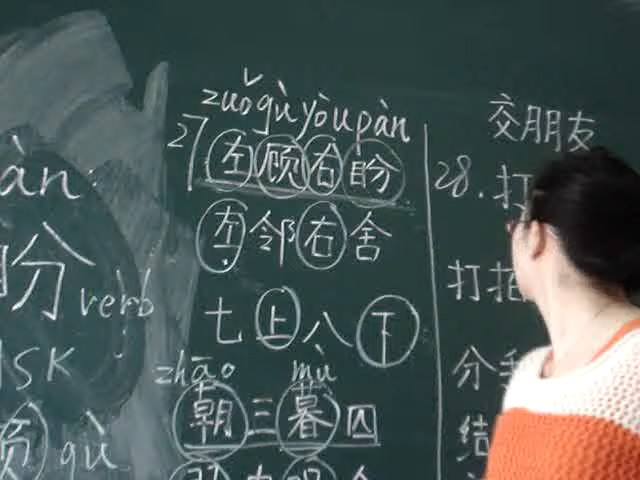 àn
盼 verb
HSK
顾 gù
zuǒ gù yòu pàn
27 左顾右盼
左邻右舍
七上八下
zhāo mù
朝三暮四
交朋友
28. 打
打招
分手
结